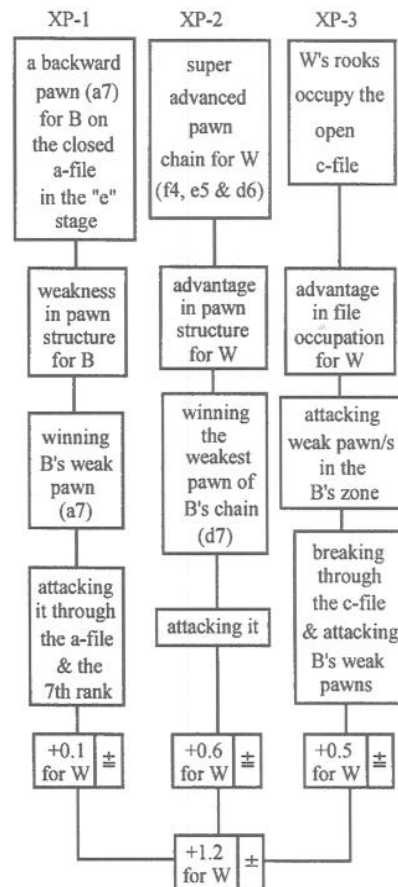 XP-1
XP-2
XP-3
a backward
pawn (a7)
for B on
the closed
a-file
in the "e"
stage
super
advanced
pawn
chain for W
(f4, e5 & d6)
W's rooks
occupy the
open
c-file
weakness
in pawn
structure
for B
advantage
in pawn
structure
for W
advantage
in file
occupation
for W
winning
B's weak
pawn
(a7)
winning
the
weakest
pawn of
B's chain
(d7)
attacking
weak pawn/s
in the
B's zone
attacking
it through
the a-file
& the
7th rank
attacking it
breaking
through
the c-file
& attacking
B's weak
pawns
+0.1
for W
⩲
+0.6
for W
⩲
+0.5
for W
⩲
+1.2
for W
±